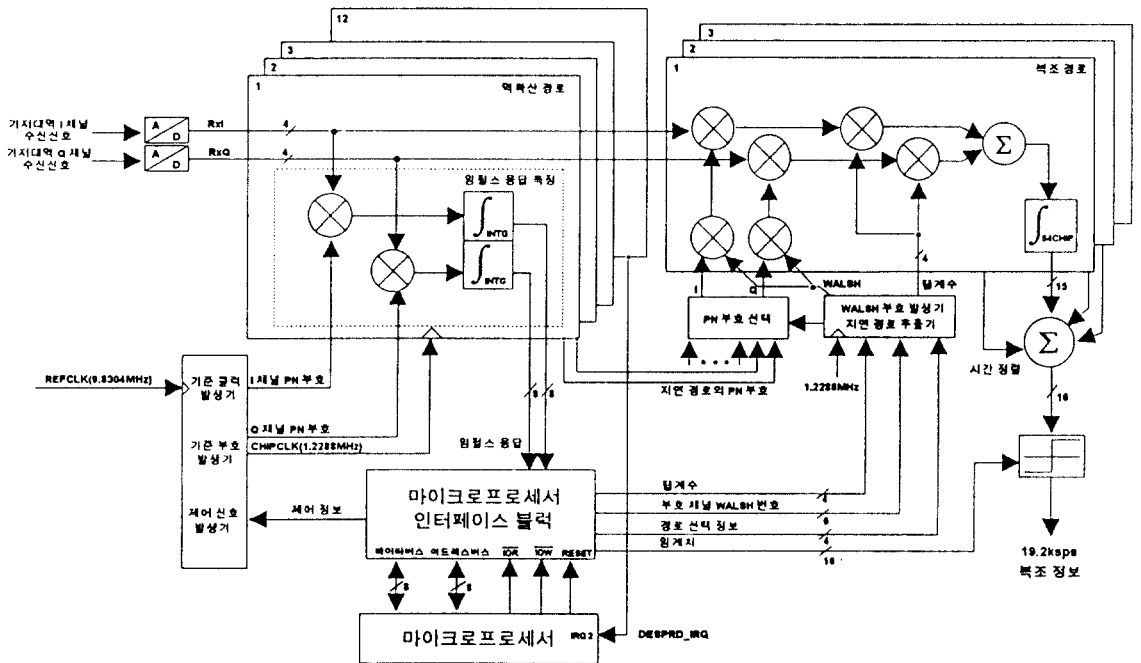 12
3
2
1
역확산 경로
3
2
1
복조 경로
기저대역 I 채널
수신신호
A
D
RxI
4
기저대역 Q 채널
수신신호
A
D
RxQ
4
임펄스 응답 측정
INTG
INTG
Σ
64CHIP
4
I
Q
WALSH
탭계수
15
PN 부호 선택
WALSH 부호 발생기
지연 경로 추출기
Σ
시간 정렬
지연 경로의 PN 부호
1.2288MHz
16
REFCLK(9.8304MHz)
기준 클럭
발생기
I 채널 PN 부호
Q 채널 PN 부호
기준 부호
발생기
CHIPCLK(1.2288MHz)
8
8
임펄스 응답
제어 신호
발생기
제어 정보
마이크로프로세서
인터페이스 블럭
탭계수
4
부호 채널 WALSH 번호
6
경로 선택 정보
4
임계치
16
19.2ksps
복조 정보
데이타버스
어드레스버스
IOR
IOW
RESET
8
8
마이크로프로세서
IRQ2
DESPRD_IRQ